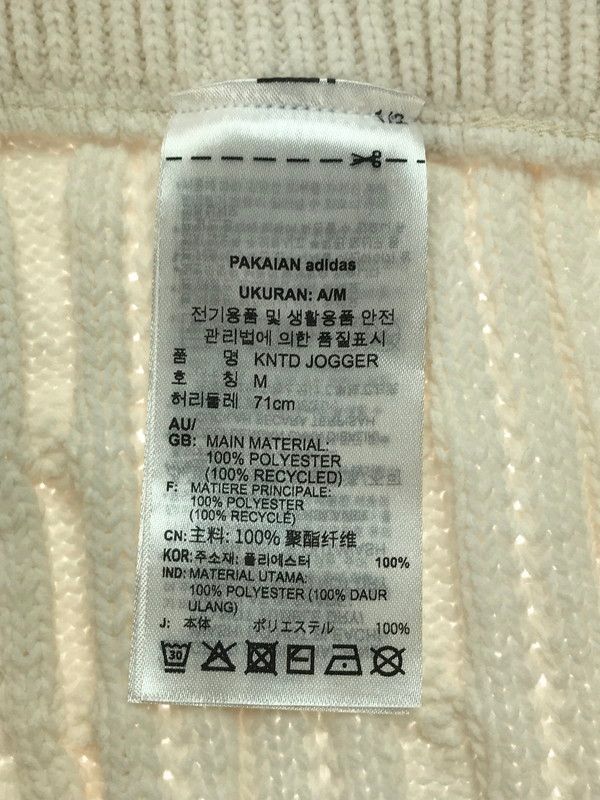 PAKAIAN adidas
UKURAN: A/M
전기용품 및 생활용품 안전
관리법에 의한 품질표시
품 명 KNTD JOGGER
호 칭 M
허리둘레 71cm
AU/
GB: MAIN MATERIAL:
100% POLYESTER
(100% RECYCLED)
F: MATIERE PRINCIPALE:
100% POLYESTER
(100% RECYCLÉ)
CN: 主料: 100% 聚酯纤维
KOR: 주소재: 폴리에스터 100%
IND: MATERIAL UTAMA:
100% POLYESTER (100% DAUR
ULANG)
J: 本体 ポリエステル 100%
30